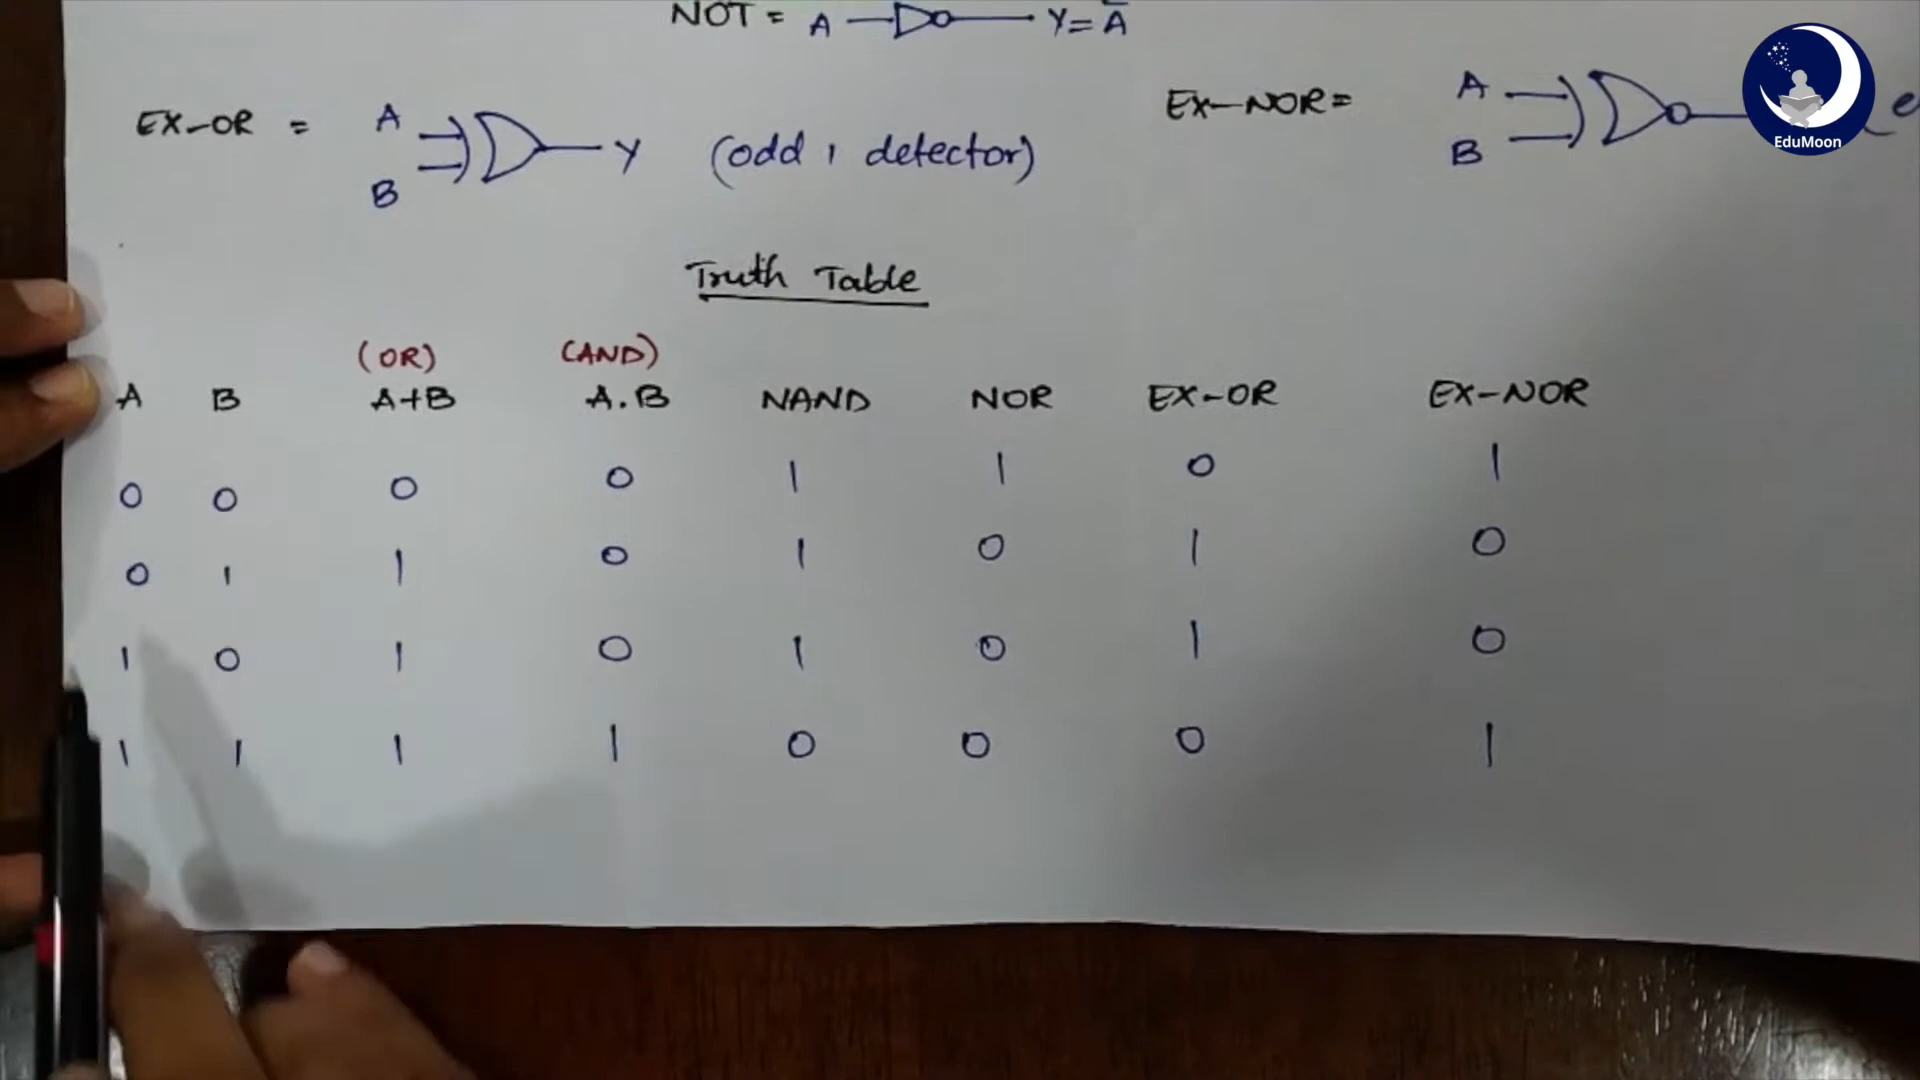 NOT = A Y = A̅
EX-OR = A B Y (odd 1 detector)
EX-NOR = A B
EduMoon
Truth Table
(OR) (AND)
A B A+B A.B NAND NOR EX-OR EX-NOR
0 0 0 0 1 1 0 1
0 1 1 0 1 0 1 0
1 0 1 0 1 0 1 0
1 1 1 1 0 0 0 1